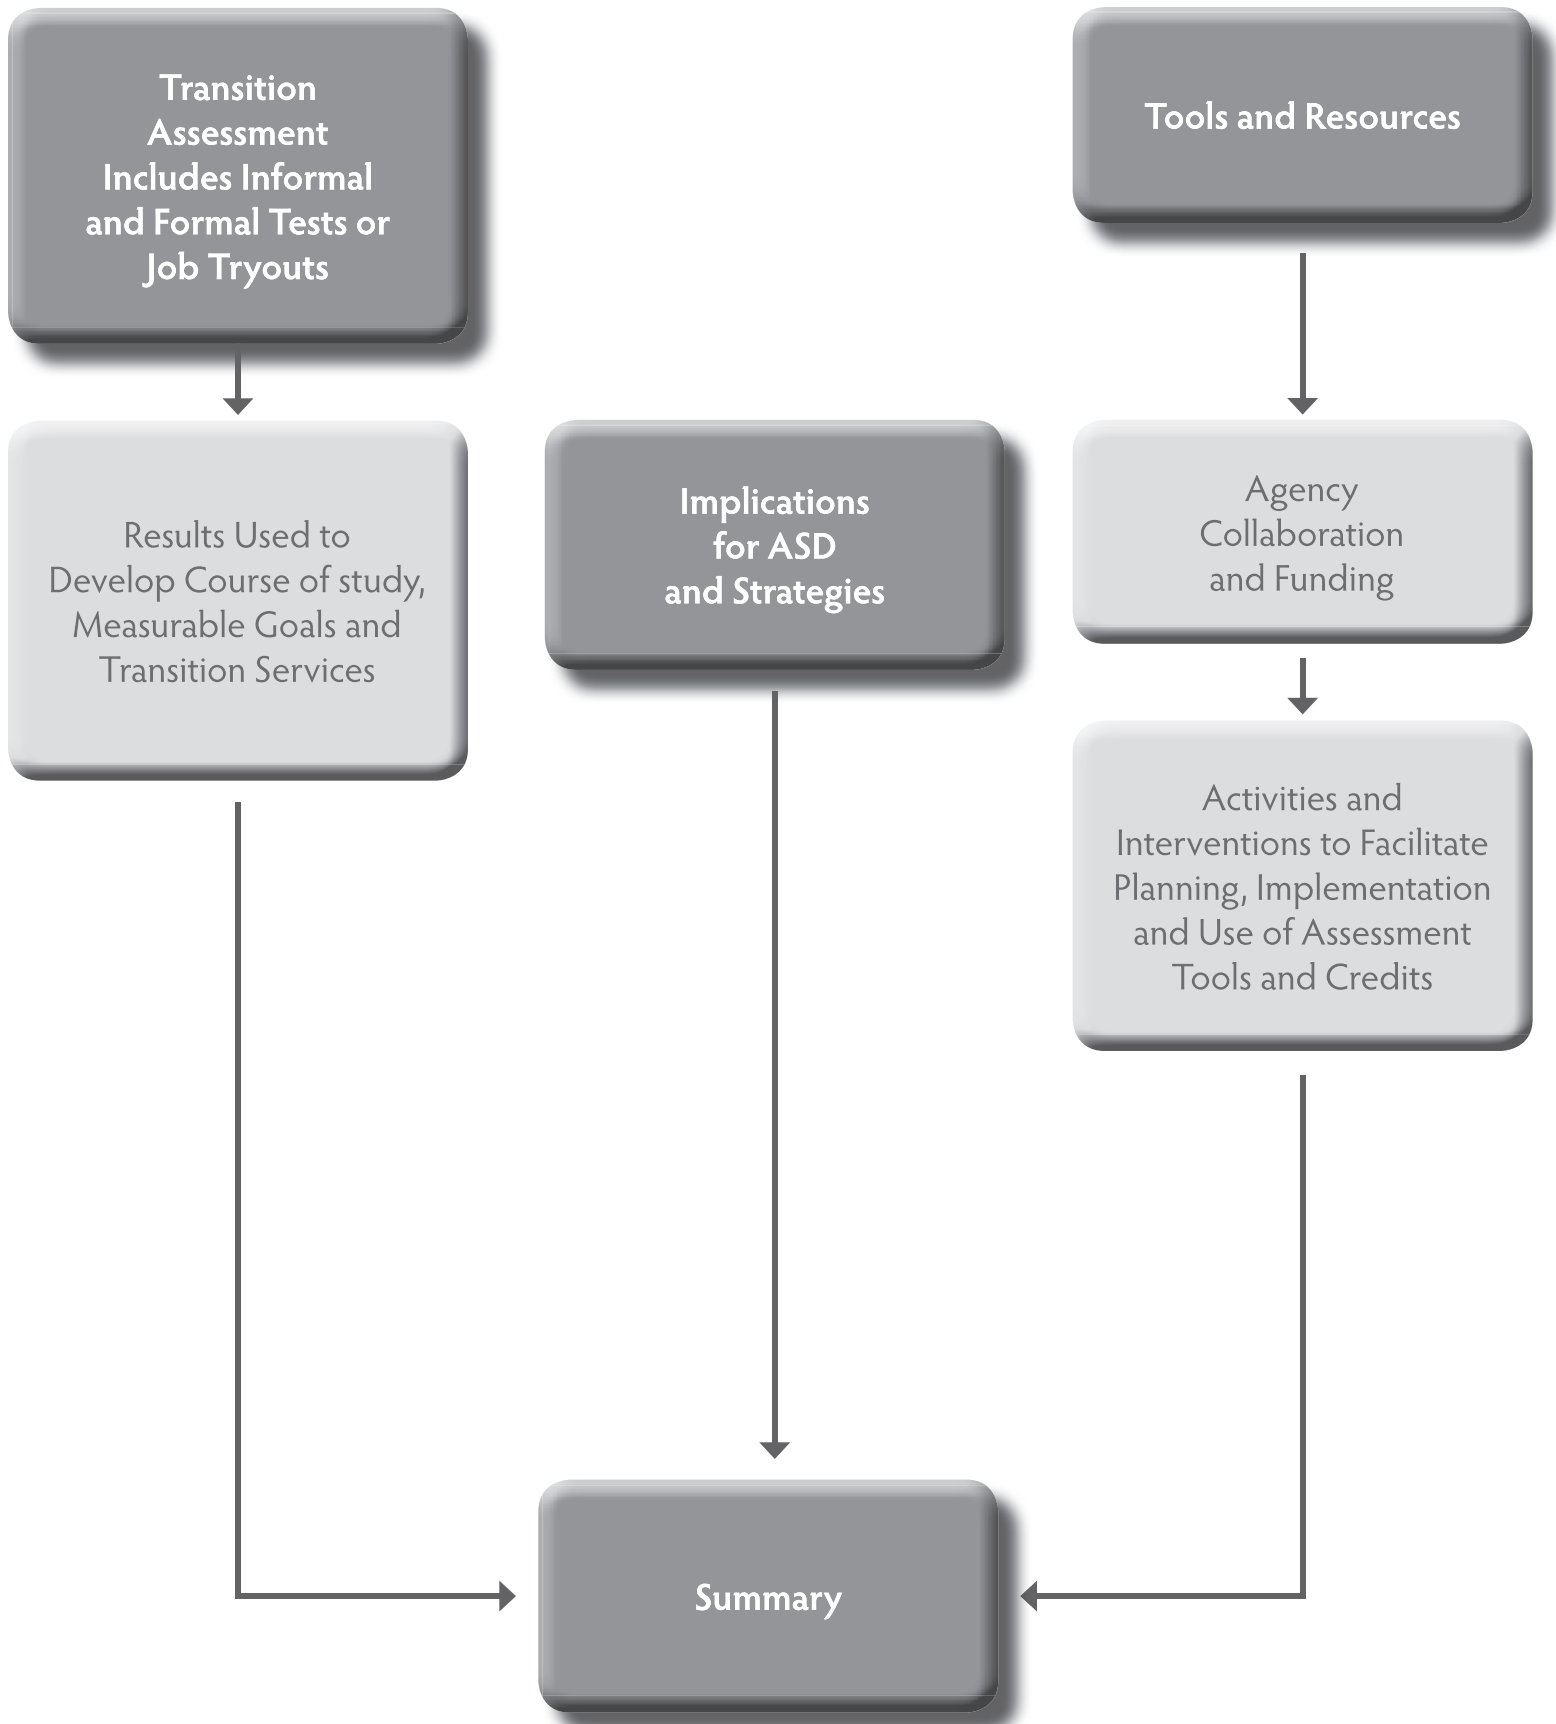 Transition
Assessment
Includes Informal
and Formal Tests or
Job Tryouts
Tools and Resources
Results Used to
Develop Course of study,
Measurable Goals and
Transition Services
Implications
for ASD
and Strategies
Agency
Collaboration
and Funding
Activities and
Interventions to Facilitate
Planning, Implementation
and Use of Assessment
Tools and Credits
Summary